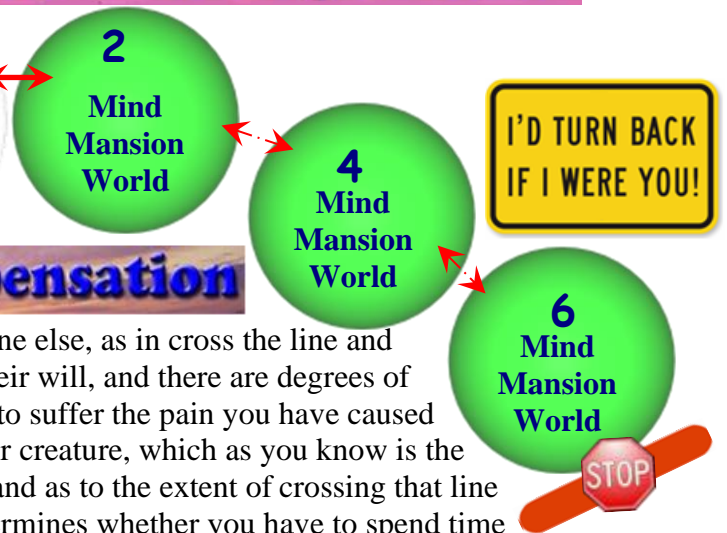 2
Mind
Mansion
World
4
Mind
Mansion
World
I'D TURN BACK
IF I WERE YOU!
6
Mind
Mansion
World
STOP
ne else, as in cross the line and
eir will, and there are degrees of
to suffer the pain you have caused
r creature, which as you know is the
and as to the extent of crossing that line
ermines whether you have to spend time